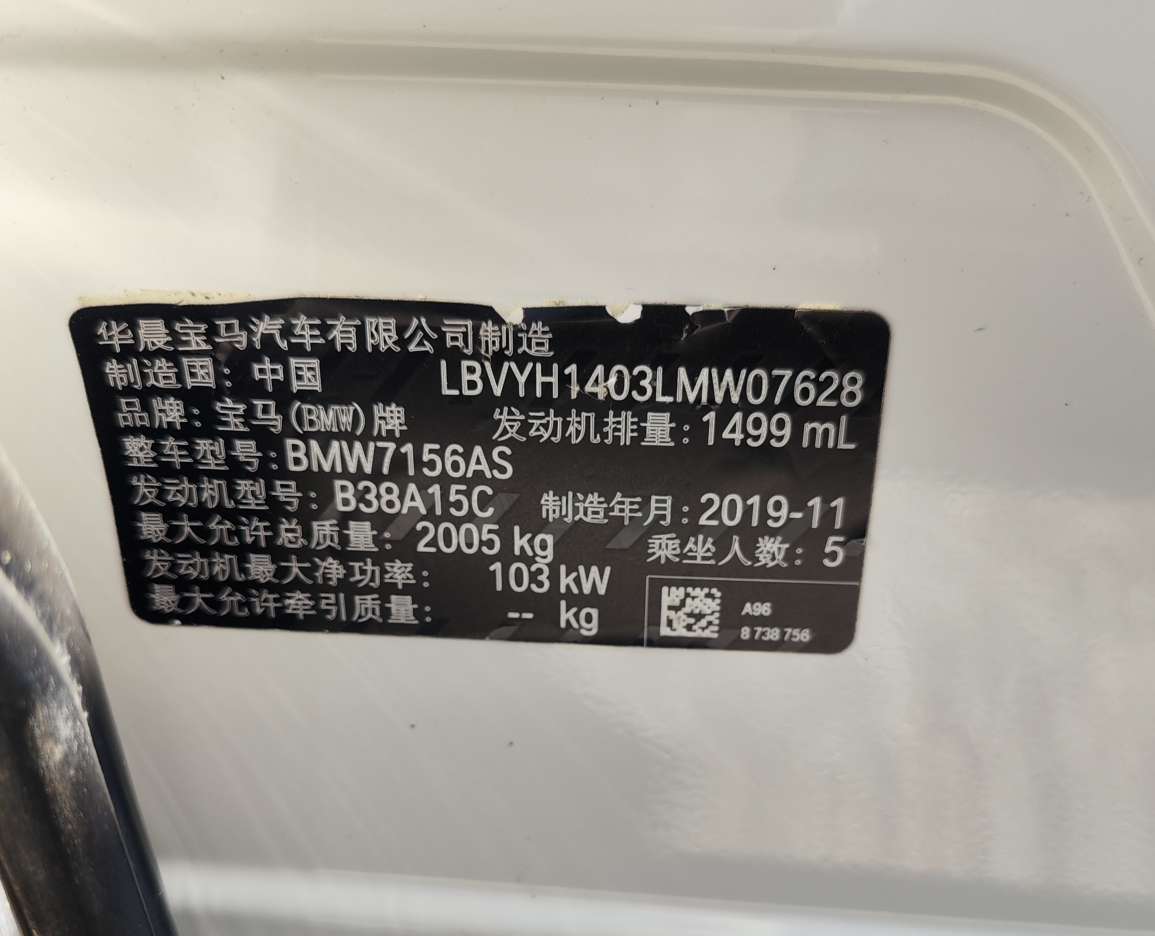 华晨宝马汽车有限公司制造
制造国：中国 LBVYH1403LMW07628
品牌：宝马(BMW)牌 发动机排量：1499 mL
整车型号：BMW7156AS
发动机型号：B38A15C 制造年月：2019-11
最大允许总质量：2005 kg 乘坐人数：5
发动机最大净功率：103 kW
最大允许牵引质量：-- kg
A96
8 738 756